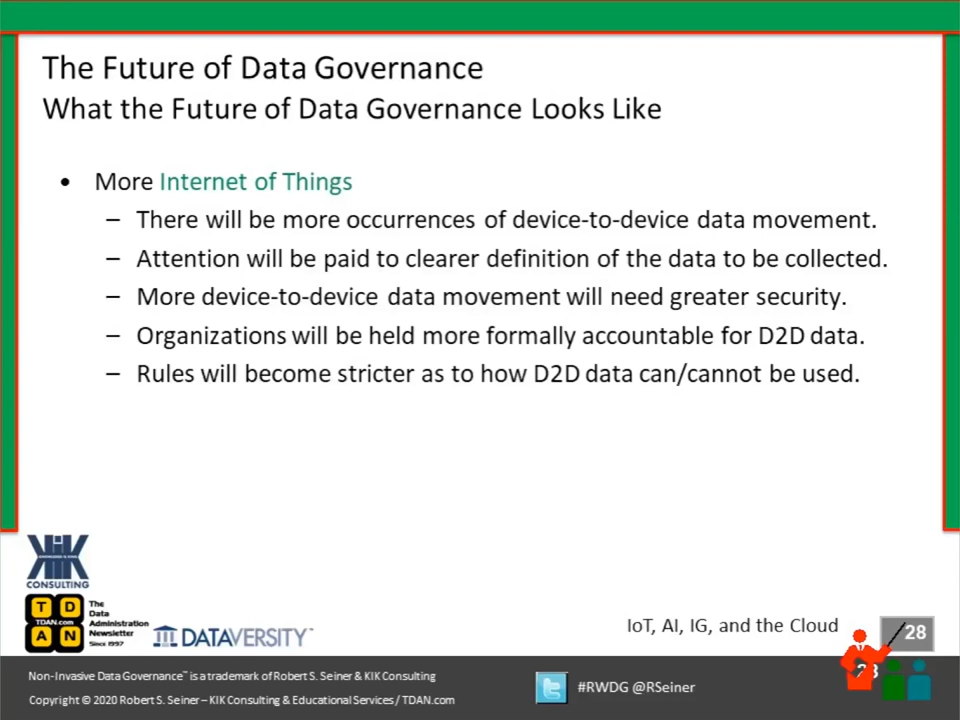 The Future of Data Governance
What the Future of Data Governance Looks Like
• More Internet of Things
– There will be more occurrences of device-to-device data movement.
– Attention will be paid to clearer definition of the data to be collected.
– More device-to-device data movement will need greater security.
– Organizations will be held more formally accountable for D2D data.
– Rules will become stricter as to how D2D data can/cannot be used.
KIK
CONSULTING
T D
TDAN.com
A N
The
Data
Administration
Newsletter
Since 1997
DATAVERSITY™
IoT, AI, IG, and the Cloud
28
Non-Invasive Data Governance™ is a trademark of Robert S. Seiner & KIK Consulting
Copyright © 2020 Robert S. Seiner – KIK Consulting & Educational Services / TDAN.com
#RWDG @RSeiner